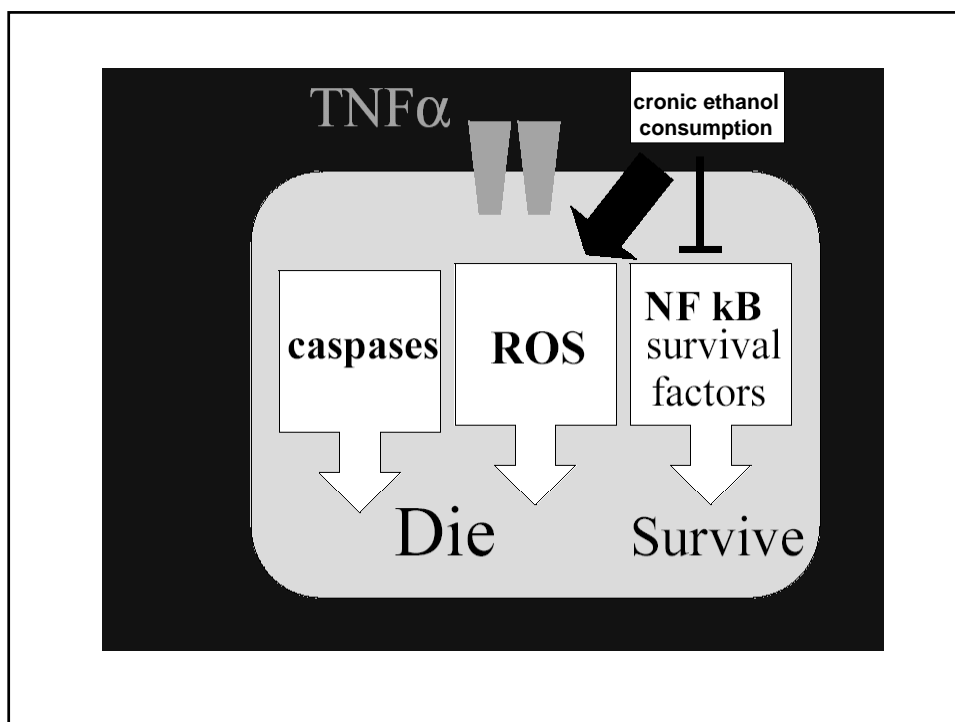 TNFα
cronic ethanol
consumption
caspases
ROS
NF kB
survival
factors
Die
Survive